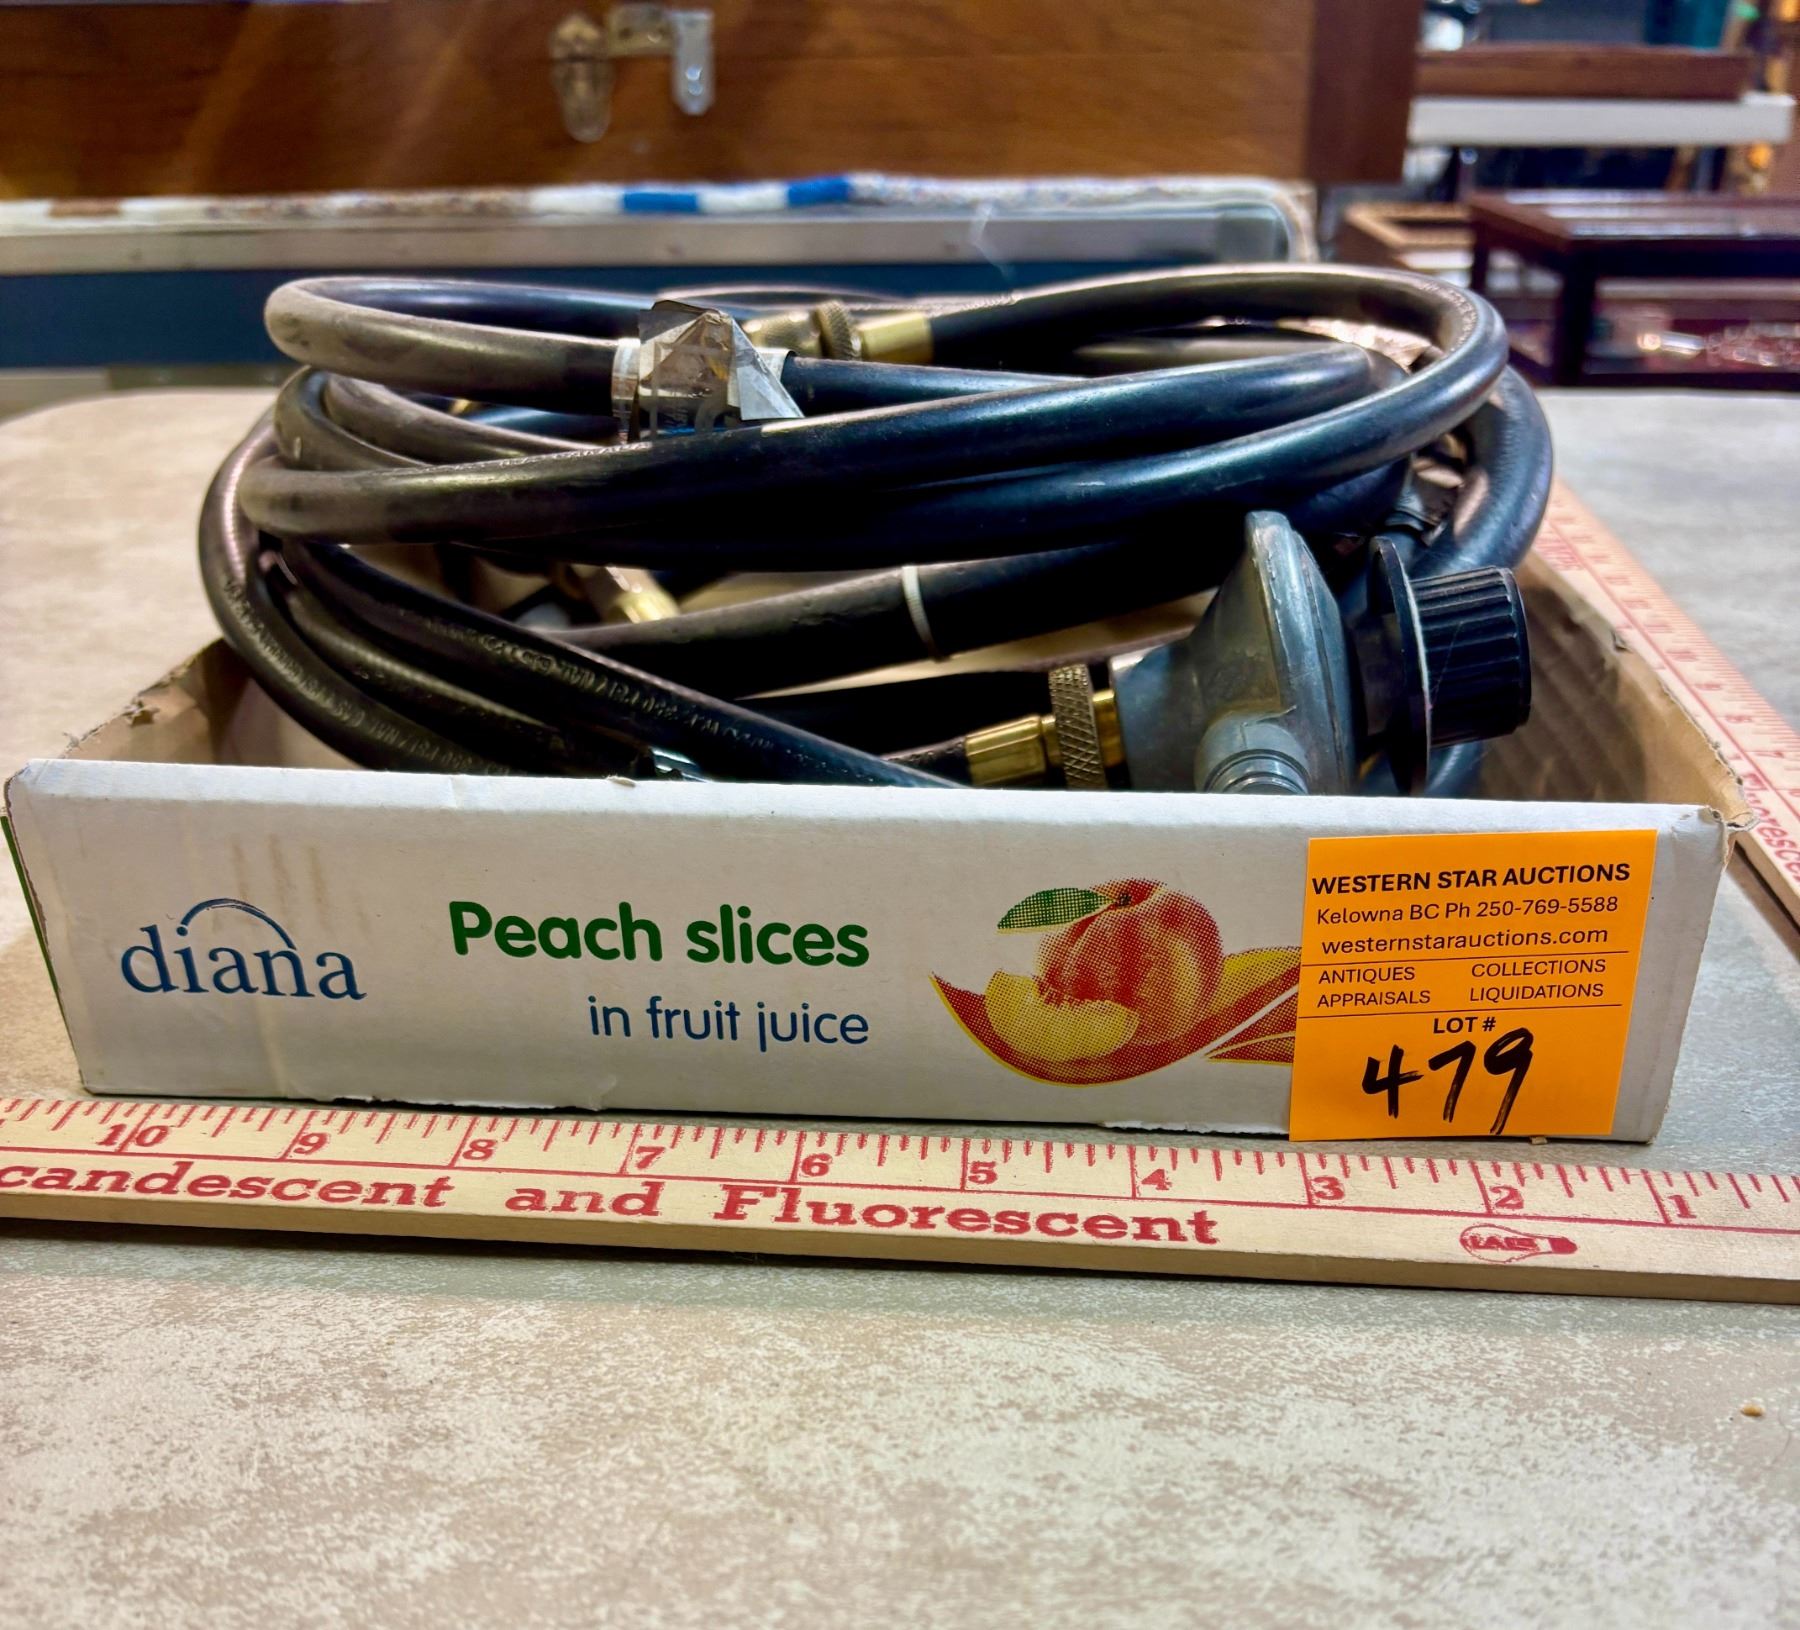 diana
Peach slices
in fruit juice
WESTERN STAR AUCTIONS
Kelowna BC Ph 250-769-5588
westernstarauctions.com
ANTIQUES COLLECTIONS
APPRAISALS LIQUIDATIONS
LOT #
479
10 9 8 7 6 5 4 3 2 1
candescent and Fluorescent